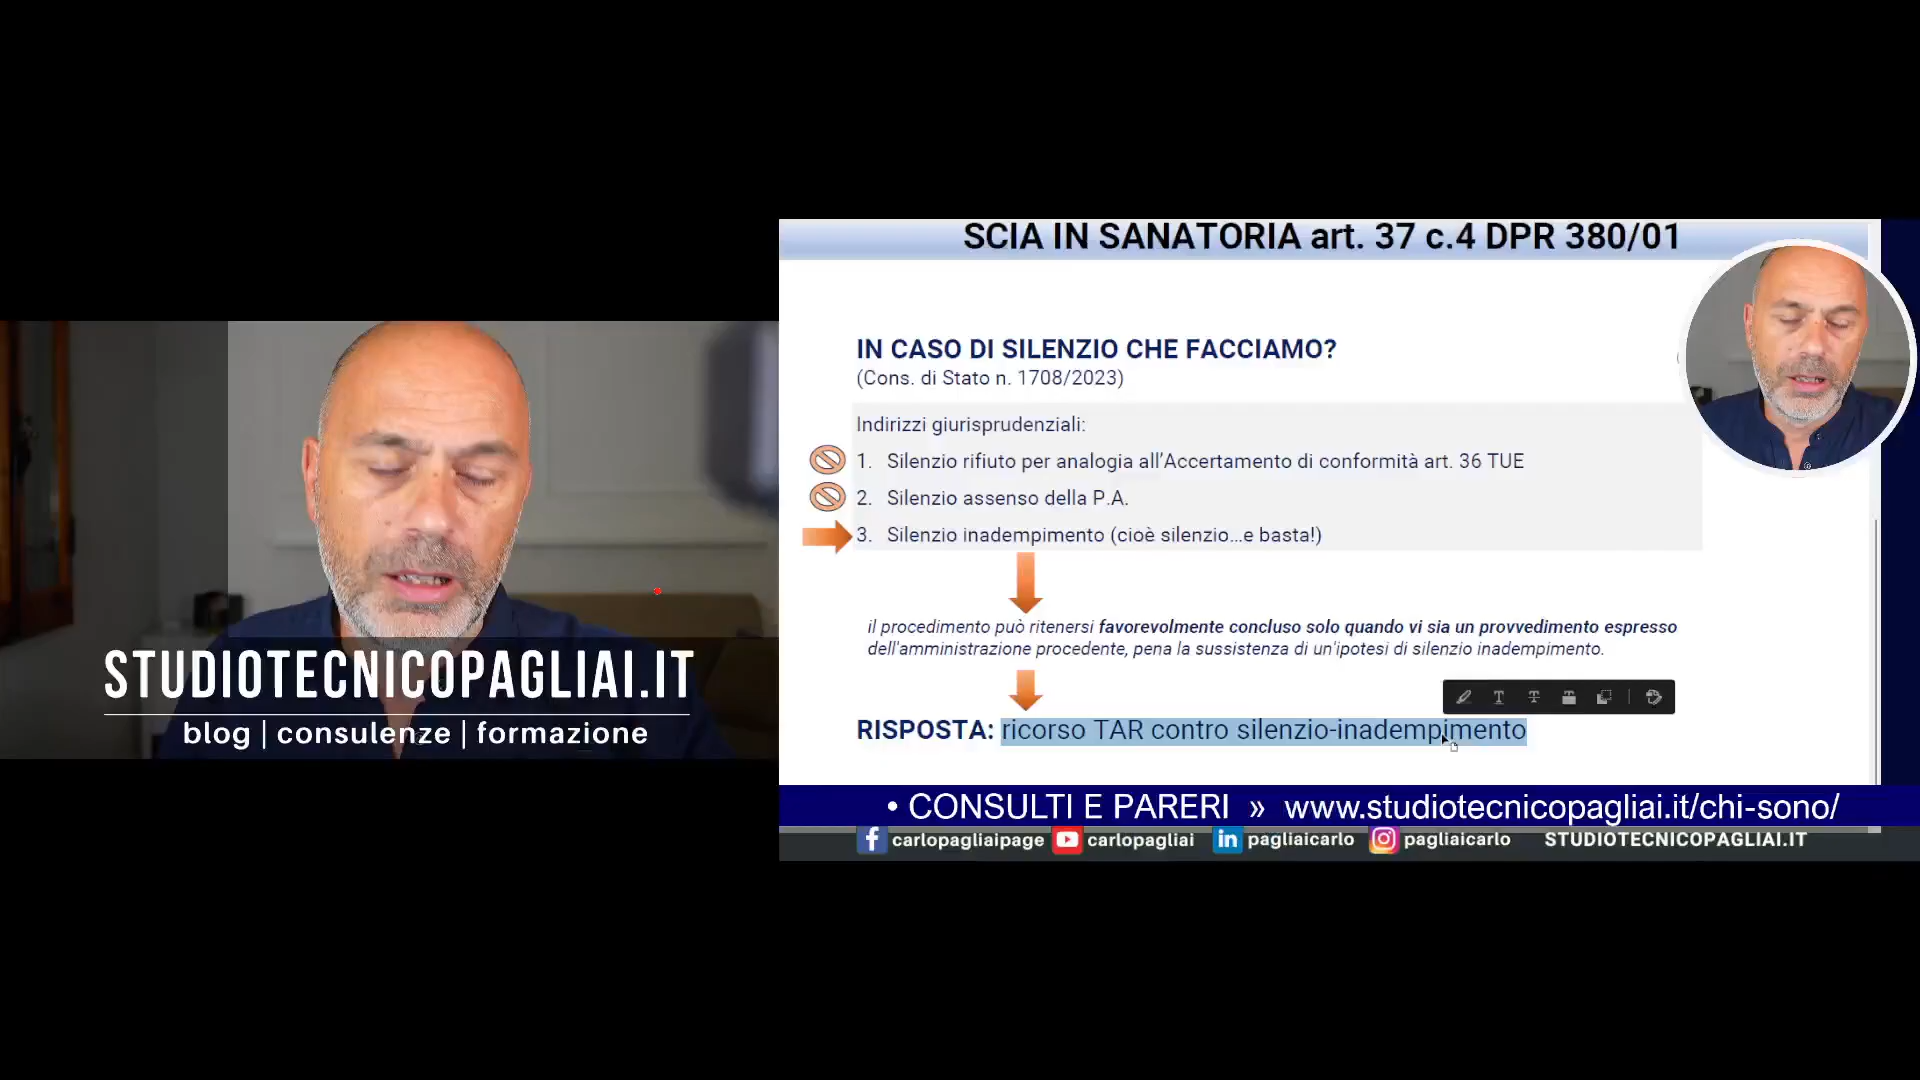 STUDIOTECNICOPAGLIAI.IT
blog | consulenze | formazione
SCIA IN SANATORIA art. 37 c.4 DPR 380/01
IN CASO DI SILENZIO CHE FACCIAMO?
(Cons. di Stato n. 1708/2023)
Indirizzi giurisprudenziali:
1. Silenzio rifiuto per analogia all'Accertamento di conformità art. 36 TUE
2. Silenzio assenso della P.A.
3. Silenzio inadempimento (cioè silenzio...e basta!)
il procedimento può ritenersi favorevolmente concluso solo quando vi sia un provvedimento espresso
dell'amministrazione procedente, pena la sussistenza di un'ipotesi di silenzio inadempimento.
RISPOSTA: ricorso TAR contro silenzio-inadempimento
• CONSULTI E PARERI » www.studiotecnicopagliai.it/chi-sono/
carlopagliaipage carlopagliai pagliaicarlo pagliaicarlo STUDIOTECNICOPAGLIAI.IT